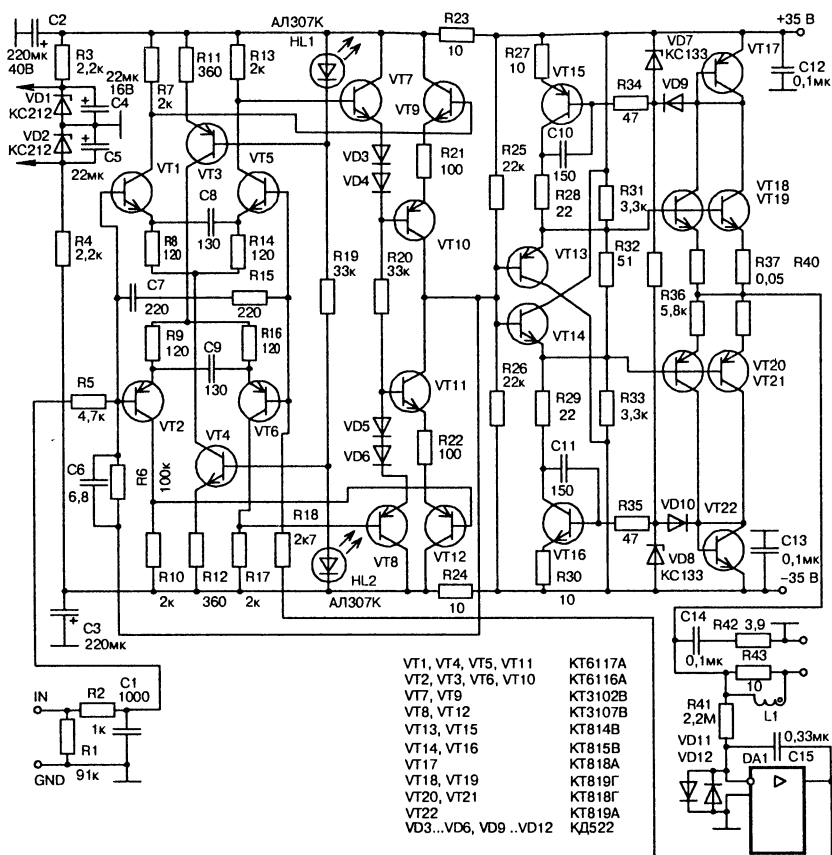 C2
220мк
40В
R3
2,2к
22мк
16В
VD1
КС212
C4
VD2
КС212
C5
22мк
R4
2,2к
R7
2к
R11
360
R13
2к
АЛ307К
HL1
R23
10
VT7
VT9
VT1
VT3
VT5
C8
130
R8
120
R14
120
VD3
VD4
R21
100
VT10
R19
33к
R20
33к
C7
220
R15
220
R9
120
C9
130
R16
120
R5
4,7к
VT2
VT6
VT4
VT11
VD5
VD6
R22
100
C6
6,8
R6
100к
R18
2к7
VT8
VT12
R10
2к
R12
360
R17
2к
HL2
АЛ307К
R24
10
C3
220мк
R27
10
VT15
R34
47
VD7
КС133
VD9
VT17
+35 В
C12
0,1мк
R25
22к
C10
150
R28
22
R31
3,3к
VT18
VT19
VT13
R32
51
R37
0,05
R40
R36
5,8к
VT14
R26
22к
R29
22
R33
3,3к
VT20
VT21
C11
150
R35
47
VD10
VT22
VT16
VD8
КС133
C13
0,1мк
−35 В
R30
10
C14
0,1мк
R42 3,9
R43
10
L1
R41
2,2М
0,33мк
C15
VD11
VD12
DA1
IN
R2
1к
C1
1000
R1
91к
GND
VT1, VT4, VT5, VT11 КТ6117А
VT2, VT3, VT6, VT10 КТ6116А
VT7, VT9 КТ3102В
VT8, VT12 КТ3107В
VT13, VT15 КТ814В
VT14, VT16 КТ815В
VT17 КТ818А
VT18, VT19 КТ819Г
VT20, VT21 КТ818Г
VT22 КТ819А
VD3...VD6, VD9 ..VD12 КД522